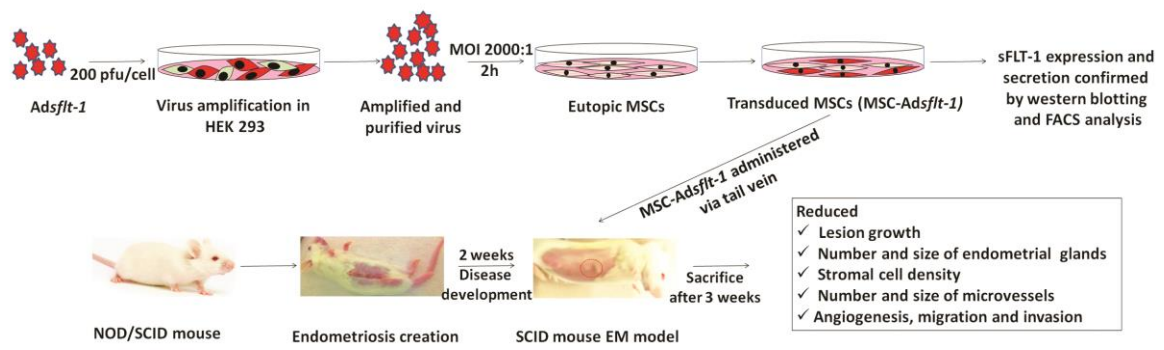 200 pfu/cell
MOI 2000:1
2h
Adsflt-1
Virus amplification in
HEK 293
Amplified and
purified virus
Eutopic MSCs
Transduced MSCs (MSC-Adsflt-1)
sFLT-1 expression and
secretion confirmed
by western blotting
and FACS analysis
MSC-Adsflt-1 administered
via tail vein
NOD/SCID mouse
Endometriosis creation
2 weeks
Disease
development
SCID mouse EM model
Sacrifice
after 3 weeks
Reduced
✓ Lesion growth
✓ Number and size of endometrial glands
✓ Stromal cell density
✓ Number and size of microvessels
✓ Angiogenesis, migration and invasion